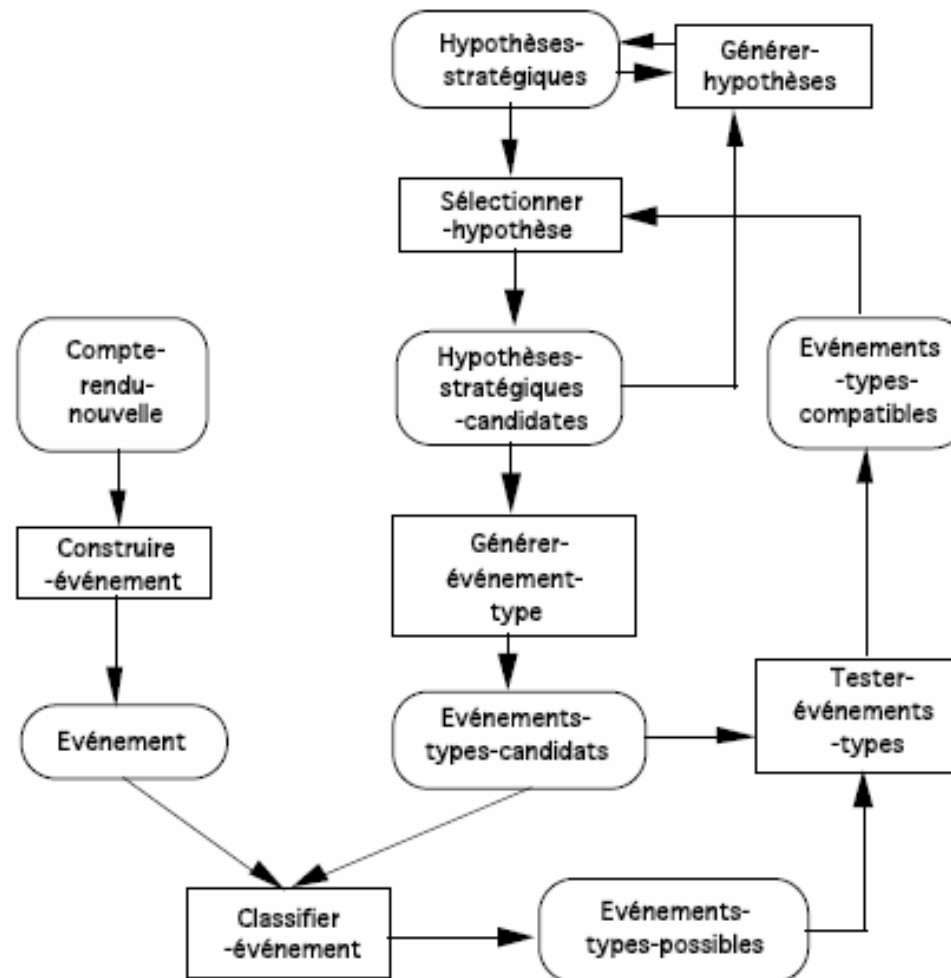 Hypothèses-
stratégiques
Générer-
hypothèses
Sélectionner
-hypothèse
Compte-
rendu-
nouvelle
Hypothèses-
stratégiques
-candidates
Evénements
-types-
compatibles
Construire
-événement
Générer-
événement-
type
Evénement
Evénements-
types-candidats
Tester-
événements
-types
Classifier
-événement
Evénements-
types-possibles